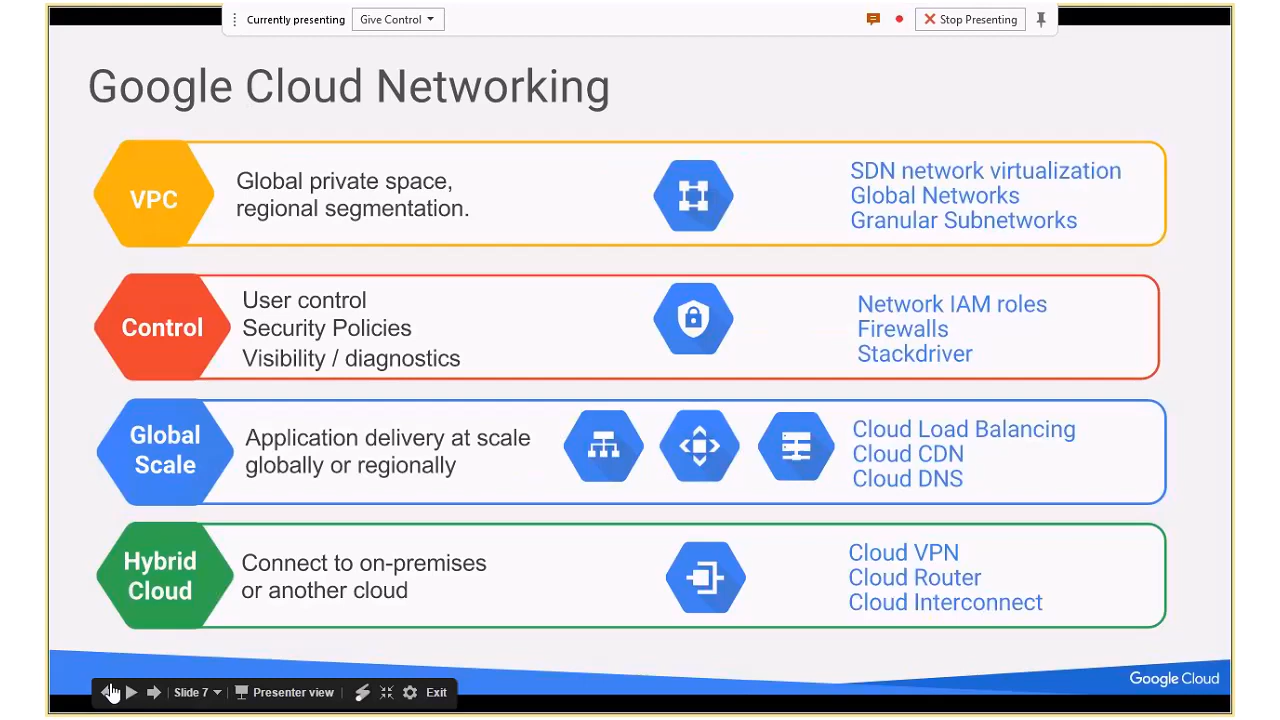 Currently presenting
Give Control
Stop Presenting
Google Cloud Networking
VPC
Global private space,
regional segmentation.
SDN network virtualization
Global Networks
Granular Subnetworks
Control
User control
Security Policies
Visibility / diagnostics
Network IAM roles
Firewalls
Stackdriver
Global
Scale
Application delivery at scale
globally or regionally
Cloud Load Balancing
Cloud CDN
Cloud DNS
Hybrid
Cloud
Connect to on-premises
or another cloud
Cloud VPN
Cloud Router
Cloud Interconnect
Google Cloud
Slide 7
Presenter view
Exit